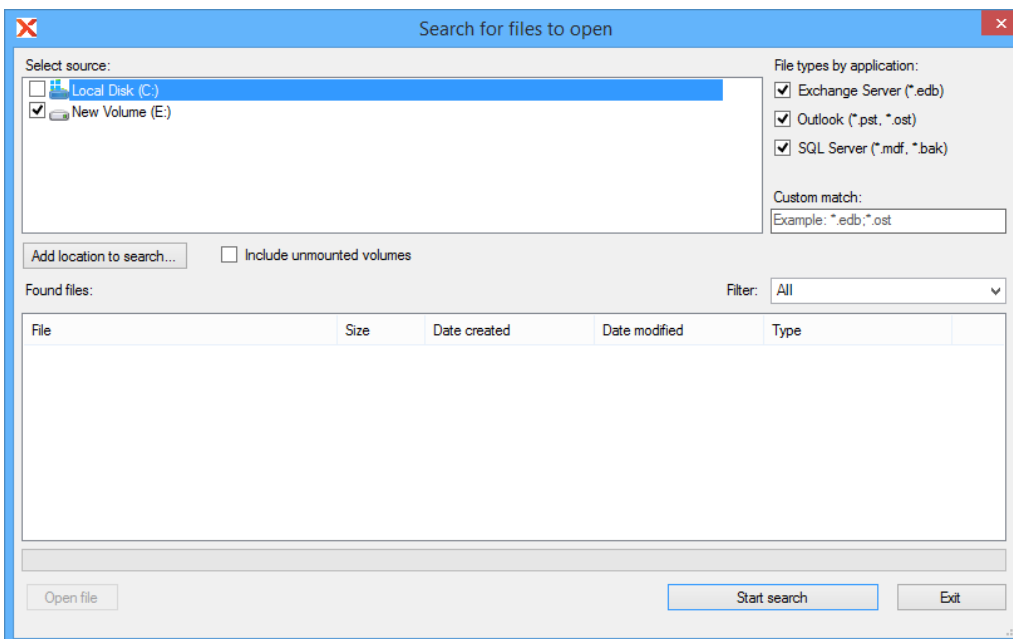 Search for files to open
Select source:
Local Disk (C:)
New Volume (E:)
File types by application:
Exchange Server (*.edb)
Outlook (*.pst, *.ost)
SQL Server (*.mdf, *.bak)
Custom match:
Example: *.edb;*.ost
Add location to search...
Include unmounted volumes
Found files:
Filter: All
File Size Date created Date modified Type
Open file
Start search
Exit